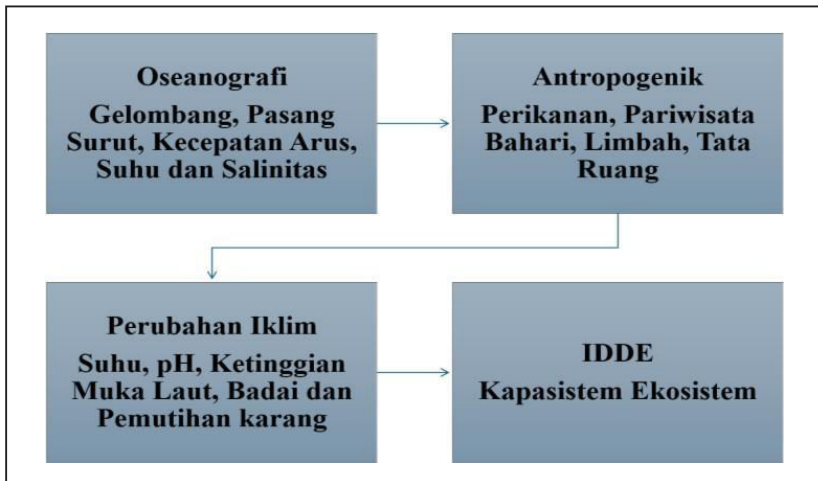 Oseanografi
Gelombang, Pasang
Surut, Kecepatan Arus,
Suhu dan Salinitas
Antropogenik
Perikanan, Pariwisata
Bahari, Limbah, Tata
Ruang
Perubahan Iklim
Suhu, pH, Ketinggian
Muka Laut, Badai dan
Pemutihan karang
IDDE
Kapasistem Ekosistem